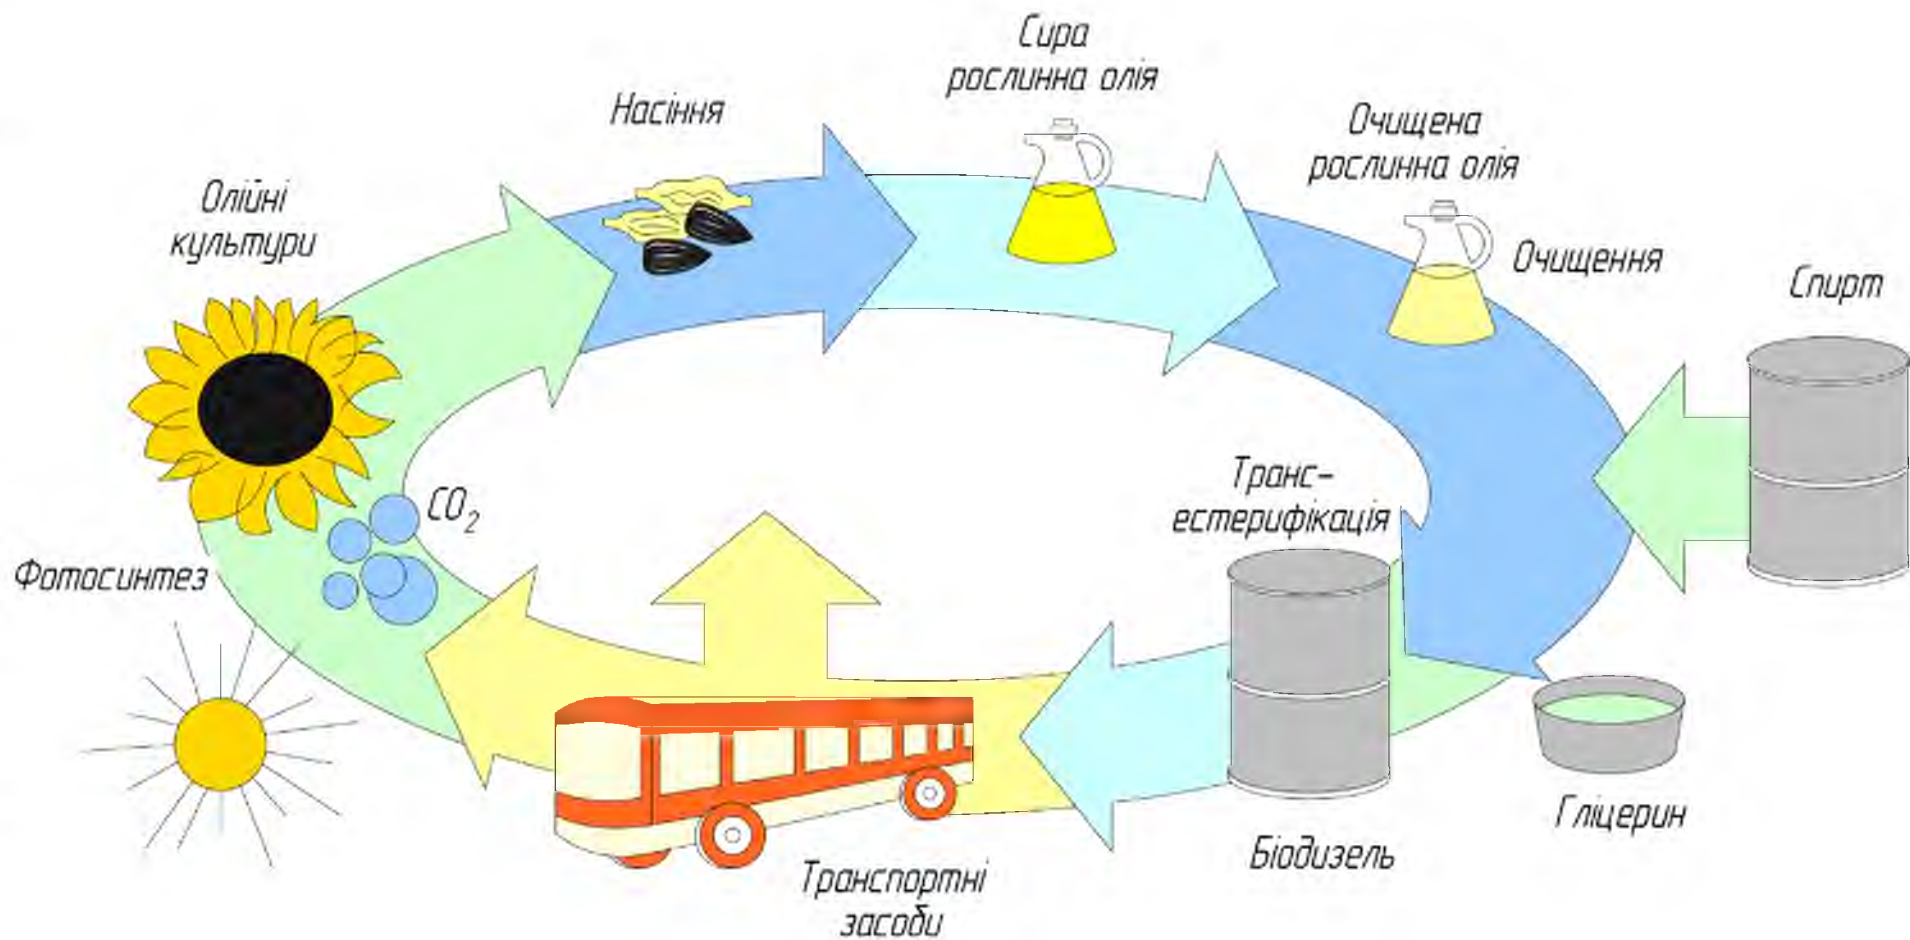 Сира
рослинна олія
Насіння
Очищена
рослинна олія
Олійні
культури
Очищення
Спирт
Транс-
естерифікація
CO2
Фотосинтез
Гліцерин
Біодизель
Транспортні
засоби